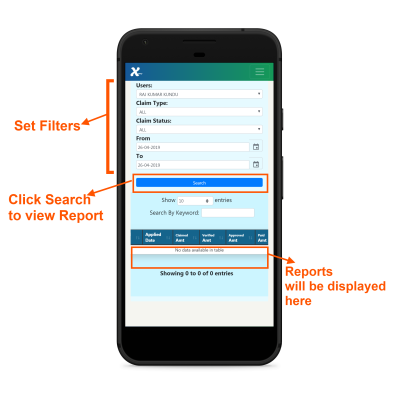 X
Users:
RAJ KUMAR KUNDU
Claim Type:
ALL
Claim Status:
ALL
From
26-04-2019
To
26-04-2019
Search
Show 10 entries
Search By Keyword:
Applied Date
Claimed Amt
Verified Amt
Approved Amt
Paid Amt
No data available in table
Showing 0 to 0 of 0 entries
Set Filters
Click Search
to view Report
Reports
will be displayed
here